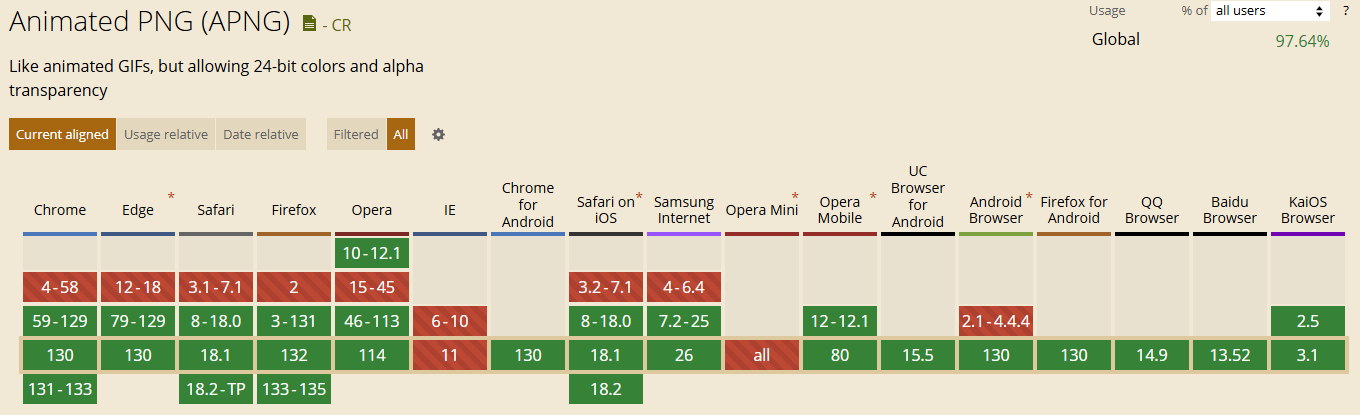 Animated PNG (APNG) - CR
Usage % of all users ?
Global 97.64%
Like animated GIFs, but allowing 24-bit colors and alpha
transparency
Current aligned Usage relative Date relative Filtered All
Chrome
Edge *
Safari
Firefox
Opera
IE
Chrome
for
Android
Safari on *
iOS
Samsung
Internet
Opera Mini *
Opera *
Mobile
UC
Browser
for
Android
Android *
Browser
Firefox for
Android
QQ
Browser
Baidu
Browser
KaiOS
Browser
10-12.1
4-58 12-18 3.1-7.1 2 15-45 3.2-7.1 4-6.4
59-129 79-129 8-18.0 3-131 46-113 6-10 8-18.0 7.2-25 12-12.1 2.1-4.4.4 2.5
130 130 18.1 132 114 11 130 18.1 26 all 80 15.5 130 130 14.9 13.52 3.1
131-133 18.2-TP 133-135 18.2